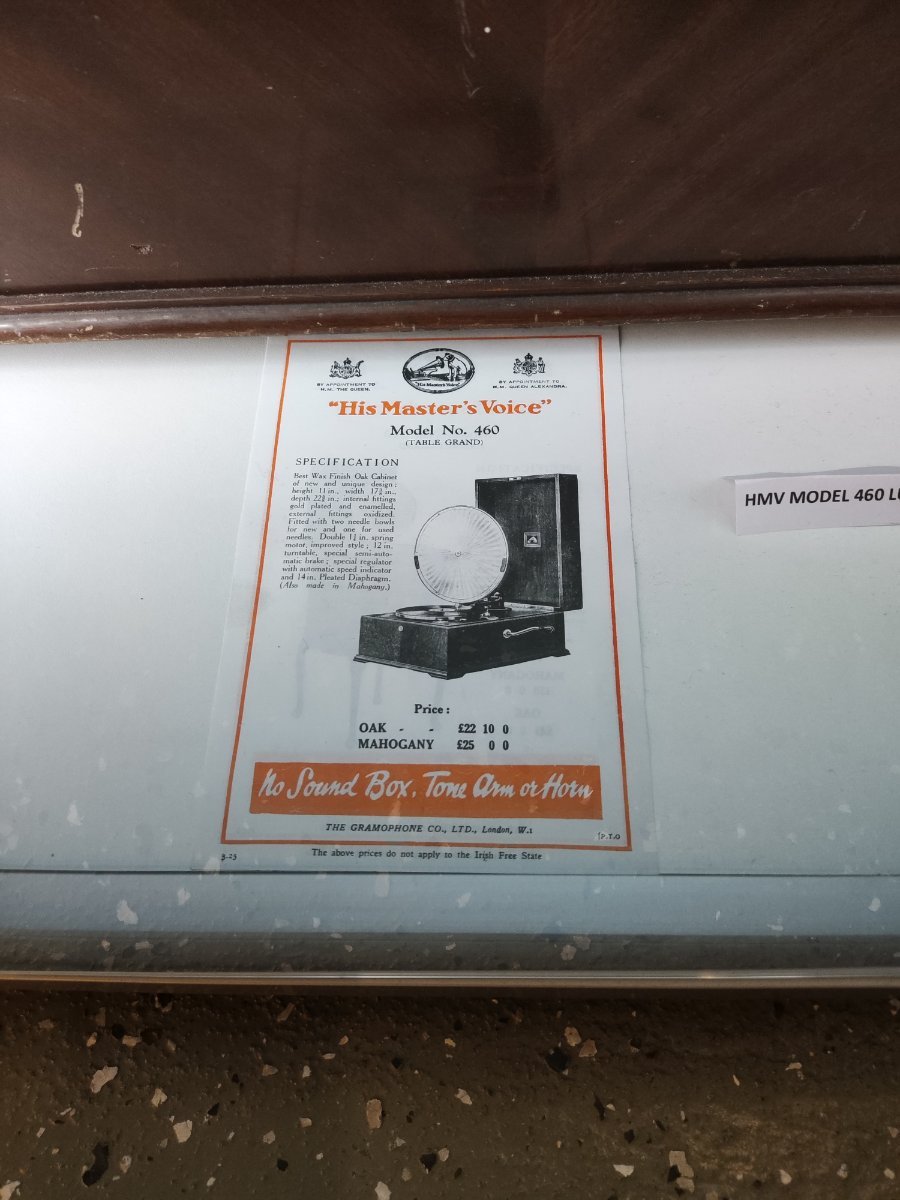 BY APPOINTMENT TO
H.M. THE QUEEN.
"His Master's Voice"
BY APPOINTMENT TO
H.M. QUEEN ALEXANDRA.
"His Master's Voice"
Model No. 460
(TABLE GRAND)
SPECIFICATION
Best Wax Finish Oak Cabinet
of new and unique design;
height 11 in., width 17¾ in.,
depth 22⅝ in.; internal fittings
gold plated and enamelled,
external fittings oxidized.
Fitted with two needle bowls
for new and one for used
needles. Double 1¼ in. spring
motor, improved style; 12 in.
turntable, special semi-auto-
matic brake; special regulator
with automatic speed indicator
and 14 in. Pleated Diaphragm.
(Also made in Mahogany.)
Price:
OAK - - £22 10 0
MAHOGANY £25 0 0
No Sound Box, Tone Arm or Horn
THE GRAMOPHONE CO., LTD., London, W.1
P.T.O
3-25
The above prices do not apply to the Irish Free State
HMV MODEL 460